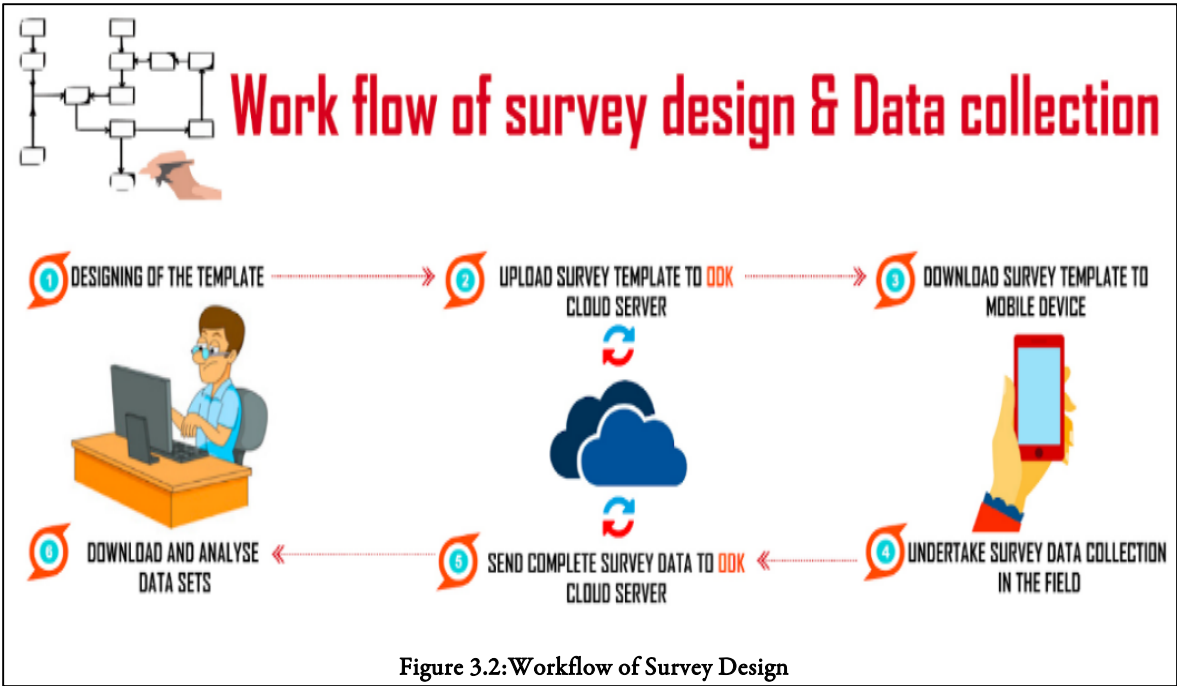 Work flow of survey design & Data collection
1 DESIGNING OF THE TEMPLATE
2 UPLOAD SURVEY TEMPLATE TO ODK
CLOUD SERVER
3 DOWNLOAD SURVEY TEMPLATE TO
MOBILE DEVICE
4 UNDERTAKE SURVEY DATA COLLECTION
IN THE FIELD
5 SEND COMPLETE SURVEY DATA TO ODK
CLOUD SERVER
6 DOWNLOAD AND ANALYSE
DATA SETS
Figure 3.2: Workflow of Survey Design